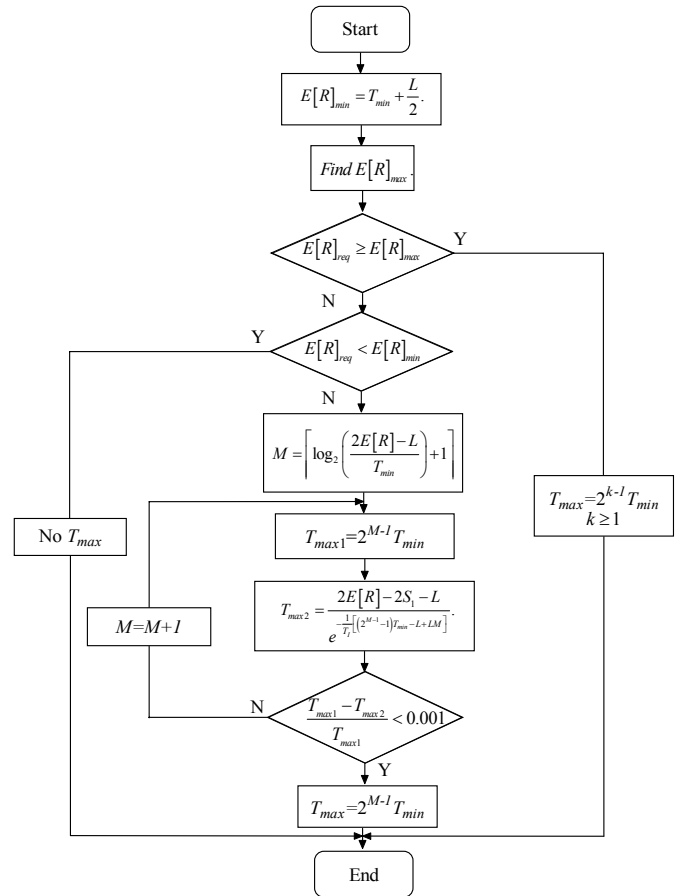 Start
E[R]_min = T_min + L/2.
Find E[R]_max.
E[R]_req ≥ E[R]_max
Y
N
Y
E[R]_req < E[R]_min
N
M = ⌈log_2((2E[R] − L)/T_min) + 1⌉
No T_max
T_max1=2^{M-1}T_min
T_max=2^{k-1}T_min
k ≥ 1
M=M+1
T_max2 = (2E[R] − 2S_1 − L)/e^{−(1/T_I)[(2^{M−1}−1)T_min − L + LM]}.
N
(T_max1 − T_max2)/T_max1 < 0.001
Y
T_max=2^{M-1}T_min
End